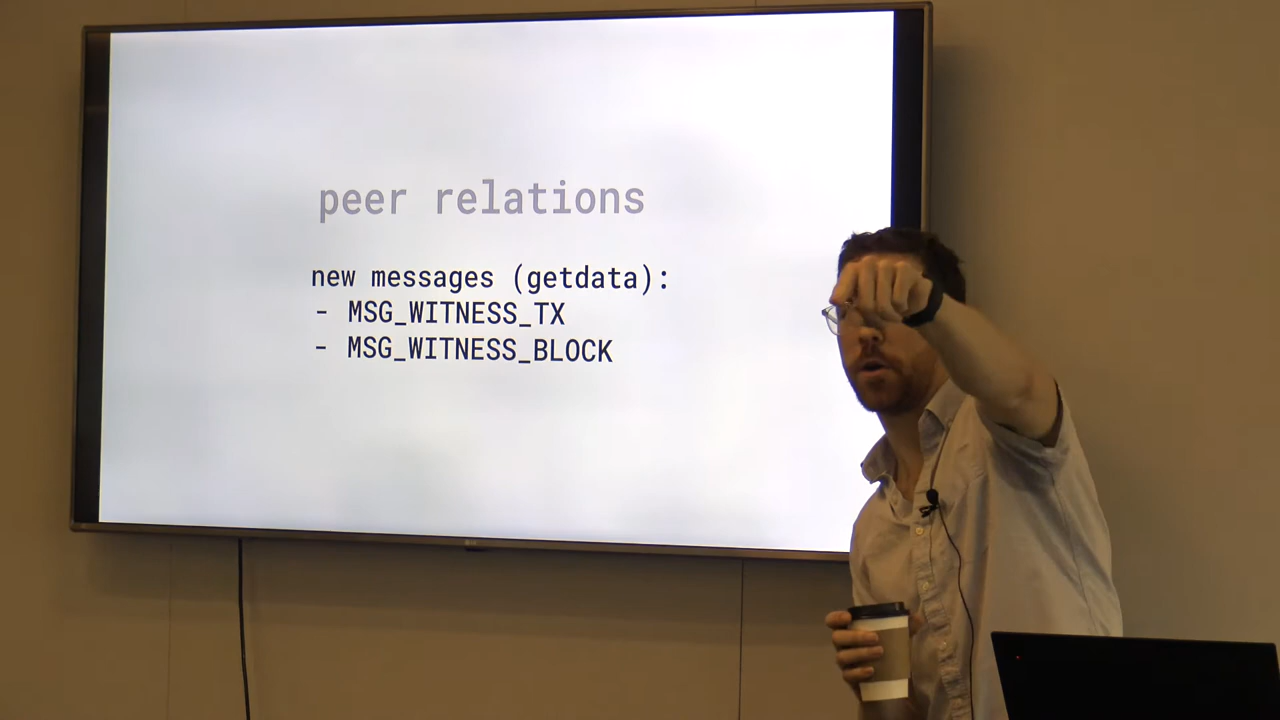 peer relations
new messages (getdata):
- MSG_WITNESS_TX
- MSG_WITNESS_BLOCK